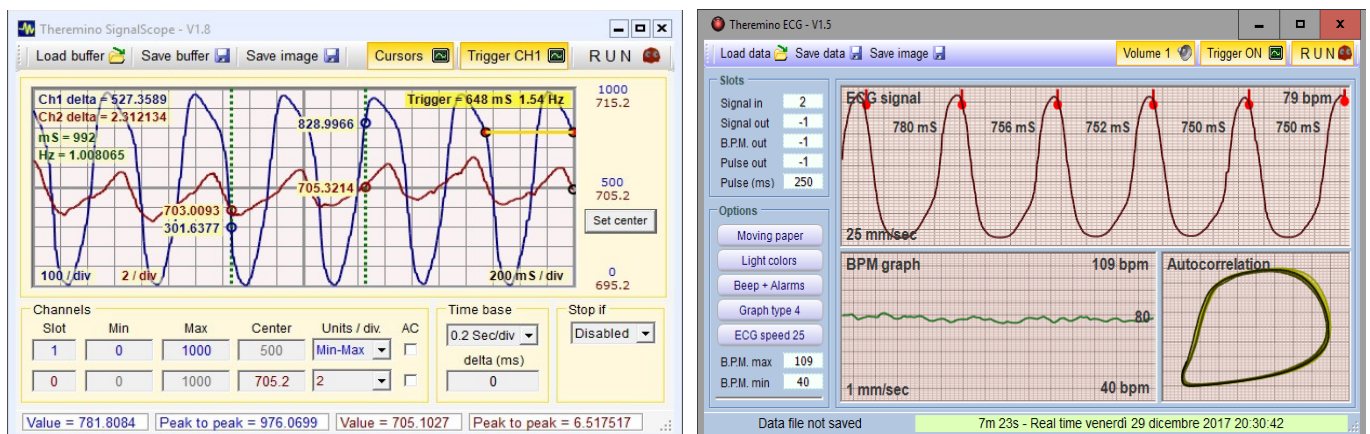 Theremino SignalScope - V1.8
Load buffer Save buffer Save image Cursors Trigger CH1 R U N
Ch1 delta = 527.3589
Trigger = 648 mS 1.54 Hz
Ch2 delta = 2.312134
mS = 992
Hz = 1.008065
828.9966
705.3214
703.0093
301.6377
100 / div 2 / div 200 mS / div
1000
715.2
500
705.2
Set center
0
695.2
Channels
Slot Min Max Center Units / div. AC
1 0 1000 500 Min-Max
0 0 1000 705.2 2
Time base
0.2 Sec/div
delta (ms)
0
Stop if
Disabled
Value = 781.8084 Peak to peak = 976.0699 Value = 705.1027 Peak to peak = 6.517517
Theremino ECG - V1.5
Load data Save data Save image Volume 1 Trigger ON R U N
Slots
Signal in 2
Signal out -1
B.P.M. out -1
Pulse out -1
Pulse (ms) 250
Options
Moving paper
Light colors
Beep + Alarms
Graph type 4
ECG speed 25
B.P.M. max 109
B.P.M. min 40
ECG signal 79 bpm
780 mS 756 mS 752 mS 750 mS 750 mS
25 mm/sec
BPM graph 109 bpm
80
1 mm/sec 40 bpm
Autocorrelation
Data file not saved 7m 23s - Real time venerdì 29 dicembre 2017 20:30:42